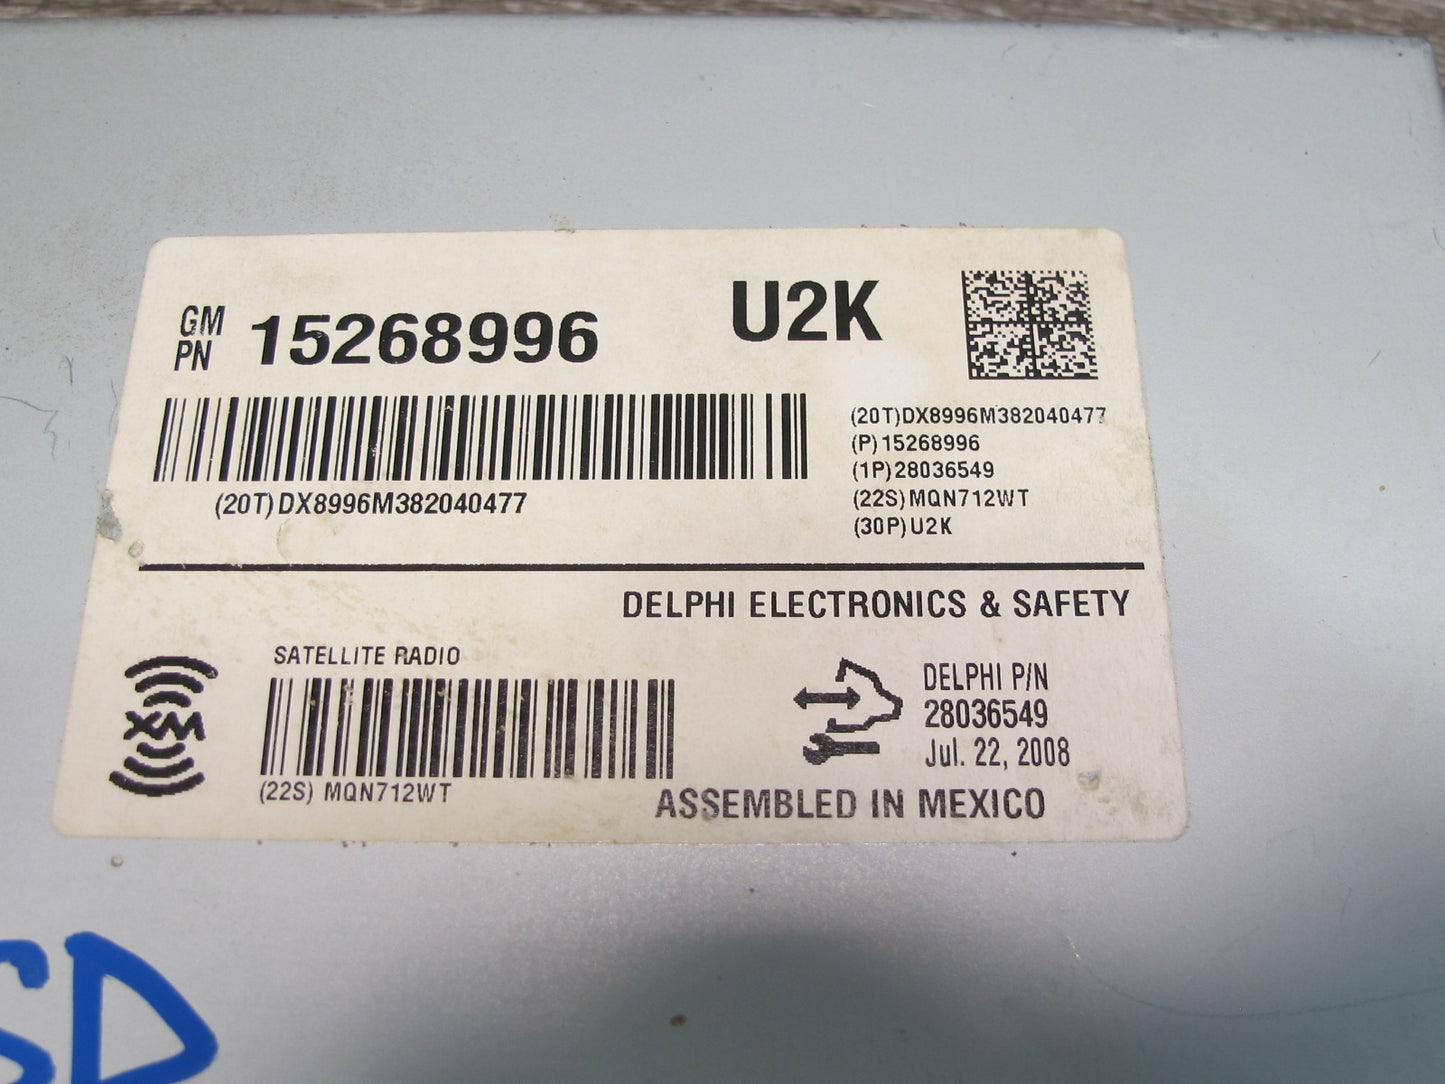 GM PN 15268996
U2K
(20T)DX8996M382040477
(20T)DX8996M382040477
(P)15268996
(1P)28036549
(22S)MQN712WT
(30P)U2K
DELPHI ELECTRONICS & SAFETY
SATELLITE RADIO
XM
(22S) MQN712WT
DELPHI P/N
28036549
Jul. 22, 2008
ASSEMBLED IN MEXICO
SD